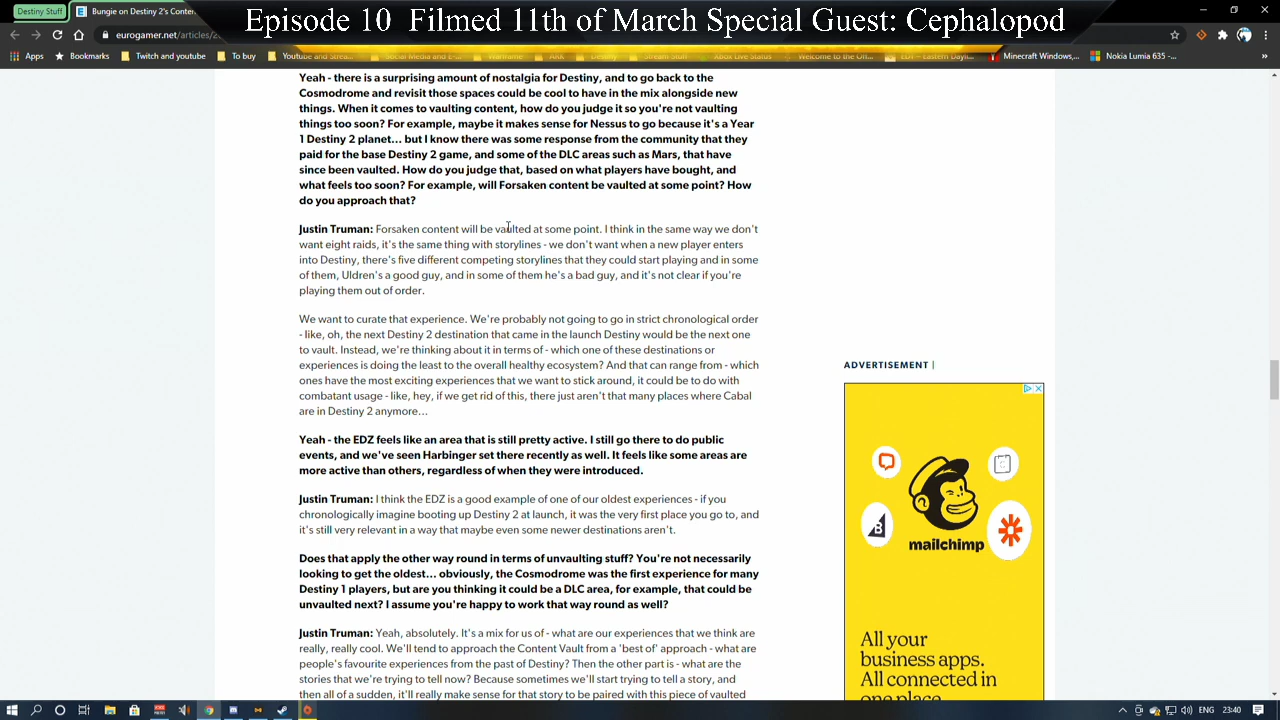 Destiny Stuff
Bungie on Destiny 2's Content
Episode 10 Filmed 11th of March Special Guest: Cephalopod
eurogamer.net/articles/2
Apps
Bookmarks
Twitch and youtube
To buy
Youtube and Strea...
Social Media and E-...
Warframe
ARK
Destiny
Stream Stuff
Xbox Live Status
Welcome to the Off...
EDT – Eastern Dayli...
Minecraft Windows,...
Nokia Lumia 635 -...
Yeah - there is a surprising amount of nostalgia for Destiny, and to go back to the
Cosmodrome and revisit those spaces could be cool to have in the mix alongside new
things. When it comes to vaulting content, how do you judge it so you're not vaulting
things too soon? For example, maybe it makes sense for Nessus to go because it's a Year
1 Destiny 2 planet... but I know there was some response from the community that they
paid for the base Destiny 2 game, and some of the DLC areas such as Mars, that have
since been vaulted. How do you judge that, based on what players have bought, and
what feels too soon? For example, will Forsaken content be vaulted at some point? How
do you approach that?
Justin Truman: Forsaken content will be vaulted at some point. I think in the same way we don't
want eight raids, it's the same thing with storylines - we don't want when a new player enters
into Destiny, there's five different competing storylines that they could start playing and in some
of them, Uldren's a good guy, and in some of them he's a bad guy, and it's not clear if you're
playing them out of order.
We want to curate that experience. We're probably not going to go in strict chronological order
- like, oh, the next Destiny 2 destination that came in the launch Destiny would be the next one
to vault. Instead, we're thinking about it in terms of - which one of these destinations or
experiences is doing the least to the overall healthy ecosystem? And that can range from - which
ones have the most exciting experiences that we want to stick around, it could be to do with
combatant usage - like, hey, if we get rid of this, there just aren't that many places where Cabal
are in Destiny 2 anymore...
Yeah - the EDZ feels like an area that is still pretty active. I still go there to do public
events, and we've seen Harbinger set there recently as well. It feels like some areas are
more active than others, regardless of when they were introduced.
Justin Truman: I think the EDZ is a good example of one of our oldest experiences - if you
chronologically imagine booting up Destiny 2 at launch, it was the very first place you go to, and
it's still very relevant in a way that maybe even some newer destinations aren't.
Does that apply the other way round in terms of unvaulting stuff? You're not necessarily
looking to get the oldest... obviously, the Cosmodrome was the first experience for many
Destiny 1 players, but are you thinking it could be a DLC area, for example, that could be
unvaulted next? I assume you're happy to work that way round as well?
Justin Truman: Yeah, absolutely. It's a mix for us of - what are our experiences that we think are
really, really cool. We'll tend to approach the Content Vault from a 'best of' approach - what are
people's favourite experiences from the past of Destiny? Then the other part is - what are the
stories that we're trying to tell now? Because sometimes we'll start trying to tell a story, and
then all of a sudden, it'll really make sense for that story to be paired with this piece of vaulted
ADVERTISEMENT
mailchimp
All your
business apps.
All connected in
one place.
ENG
23:40